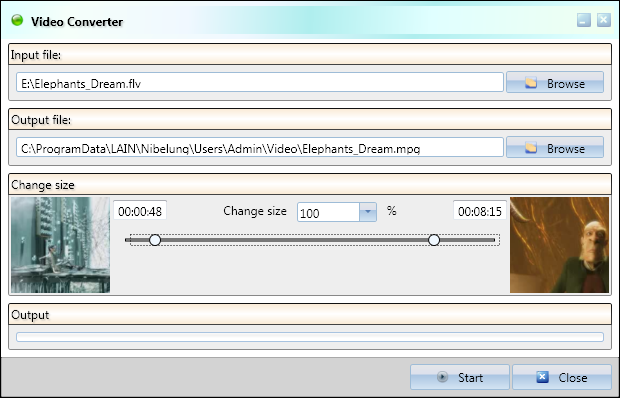 Video Converter
Input file:
E:\Elephants_Dream.flv
Browse
Output file:
C:\ProgramData\LAIN\Nibelung\Users\Admin\Video\Elephants_Dream.mpg
Browse
Change size
00:00:48
Change size
100
%
00:08:15
Output
Start
Close